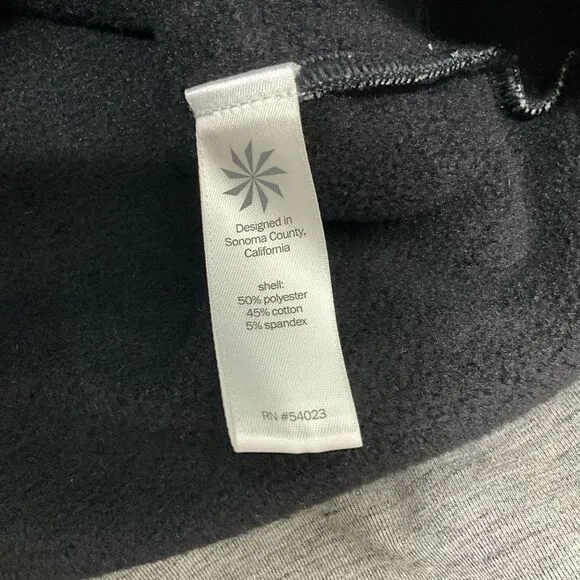 Designed in
Sonoma County,
California
shell:
50% polyester
45% cotton
5% spandex
RN #54023